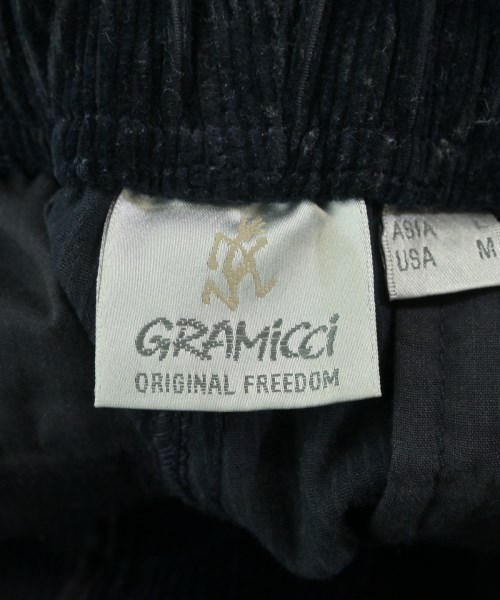 GRAMICCI
ORIGINAL FREEDOM
ASIA
USA M